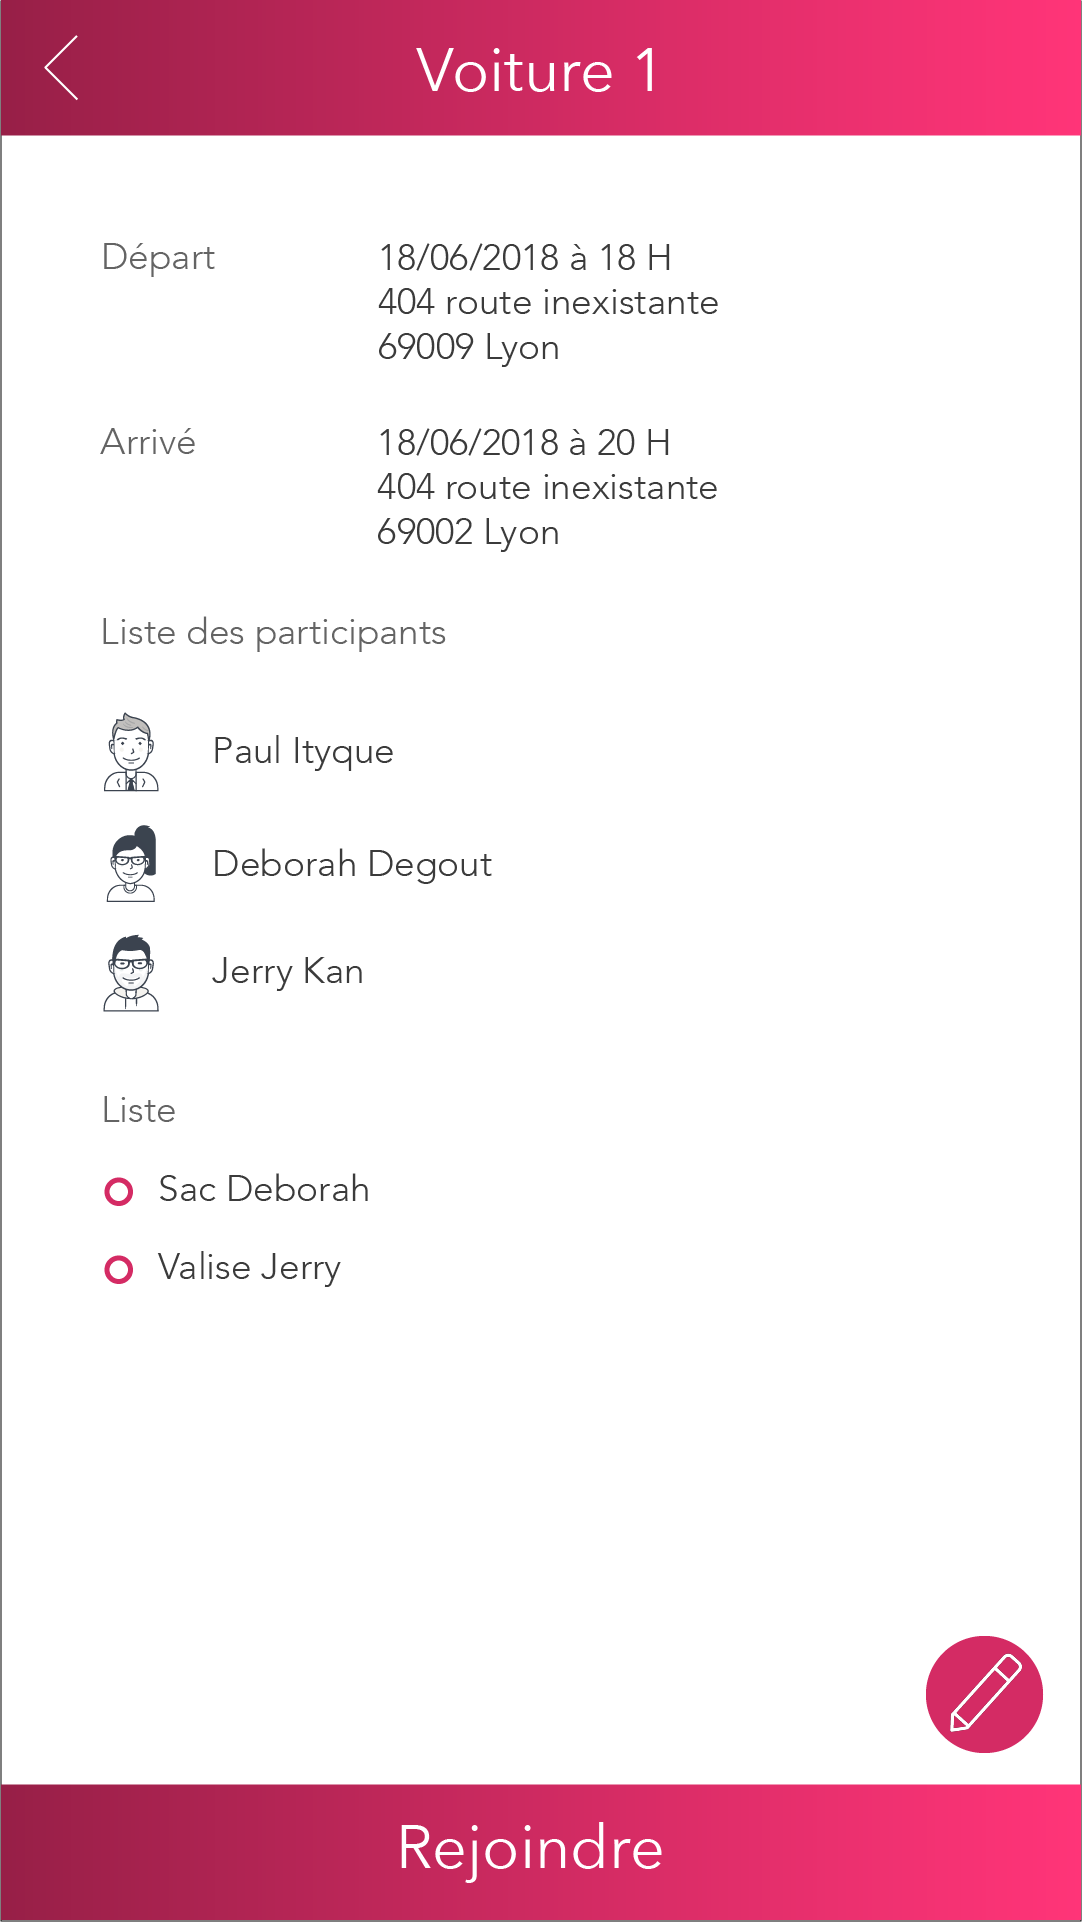 Voiture 1
Départ
18/06/2018 à 18 H
404 route inexistante
69009 Lyon
Arrivé
18/06/2018 à 20 H
404 route inexistante
69002 Lyon
Liste des participants
Paul Ityque
Deborah Degout
Jerry Kan
Liste
Sac Deborah
Valise Jerry
Rejoindre